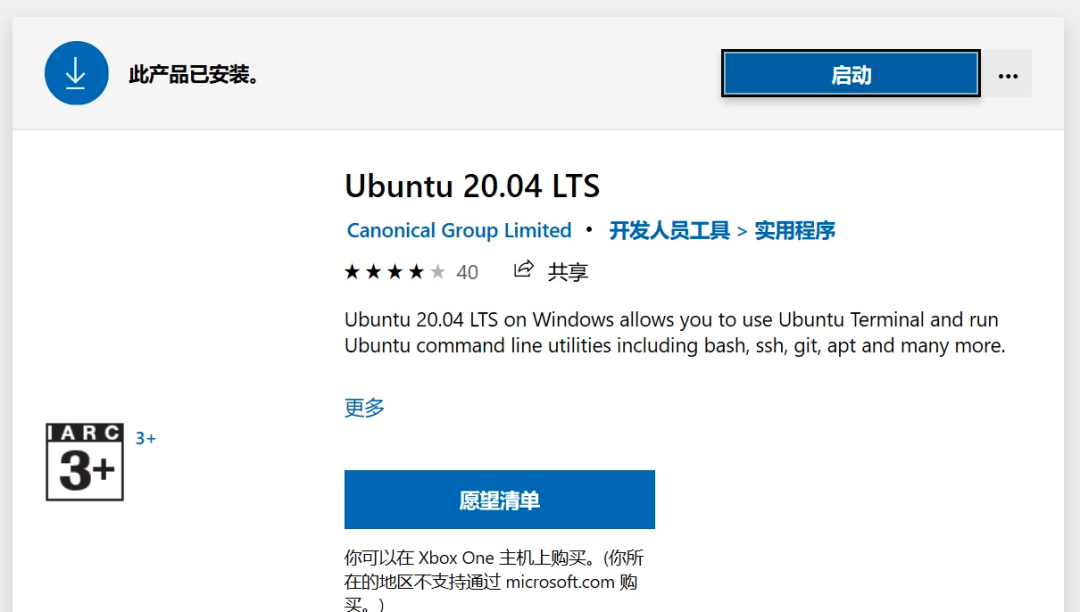 此产品已安装。
启动
...
Ubuntu 20.04 LTS
Canonical Group Limited • 开发人员工具 > 实用程序
40 共享
Ubuntu 20.04 LTS on Windows allows you to use Ubuntu Terminal and run
Ubuntu command line utilities including bash, ssh, git, apt and many more.
更多
IARC
3+
3+
愿望清单
你可以在 Xbox One 主机上购买。(你所
在的地区不支持通过 microsoft.com 购
买。)